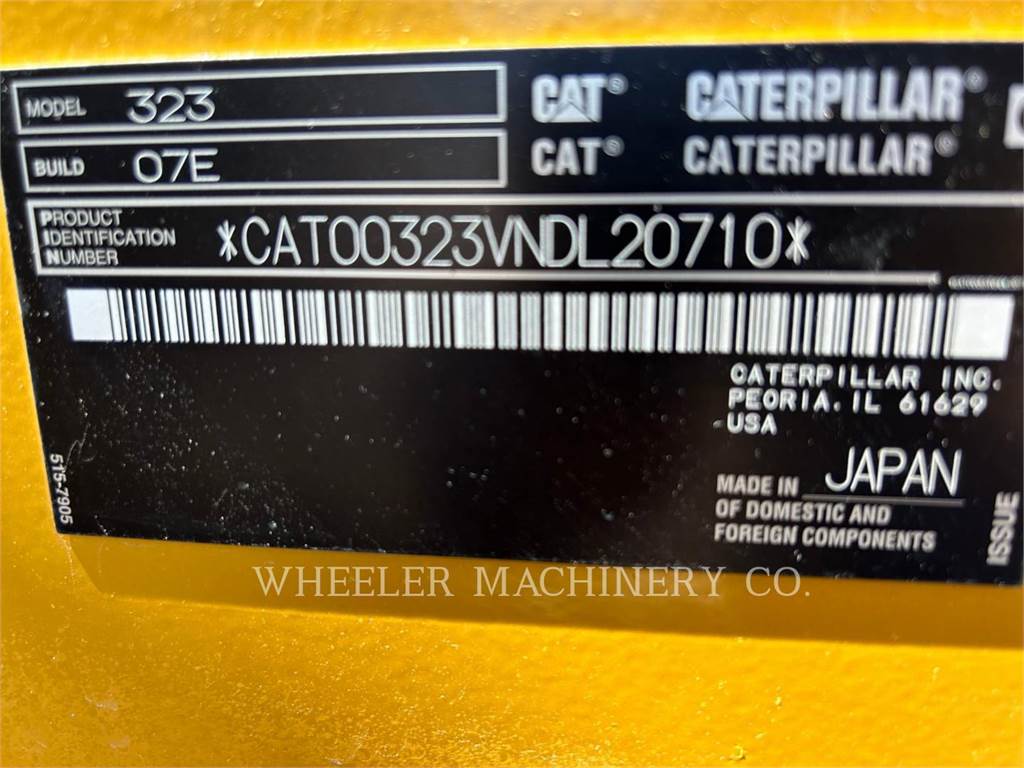 MODEL 323
BUILD 07E
CAT® CATERPILLAR®
CAT® CATERPILLAR®
PRODUCT
IDENTIFICATION
NUMBER
*CAT00323VNDL20710*
CATERPILLAR INC.
PEORIA.IL 61629
USA
MADE IN JAPAN
OF DOMESTIC AND
FOREIGN COMPONENTS
515-7905
ISSUE
WHEELER MACHINERY CO.